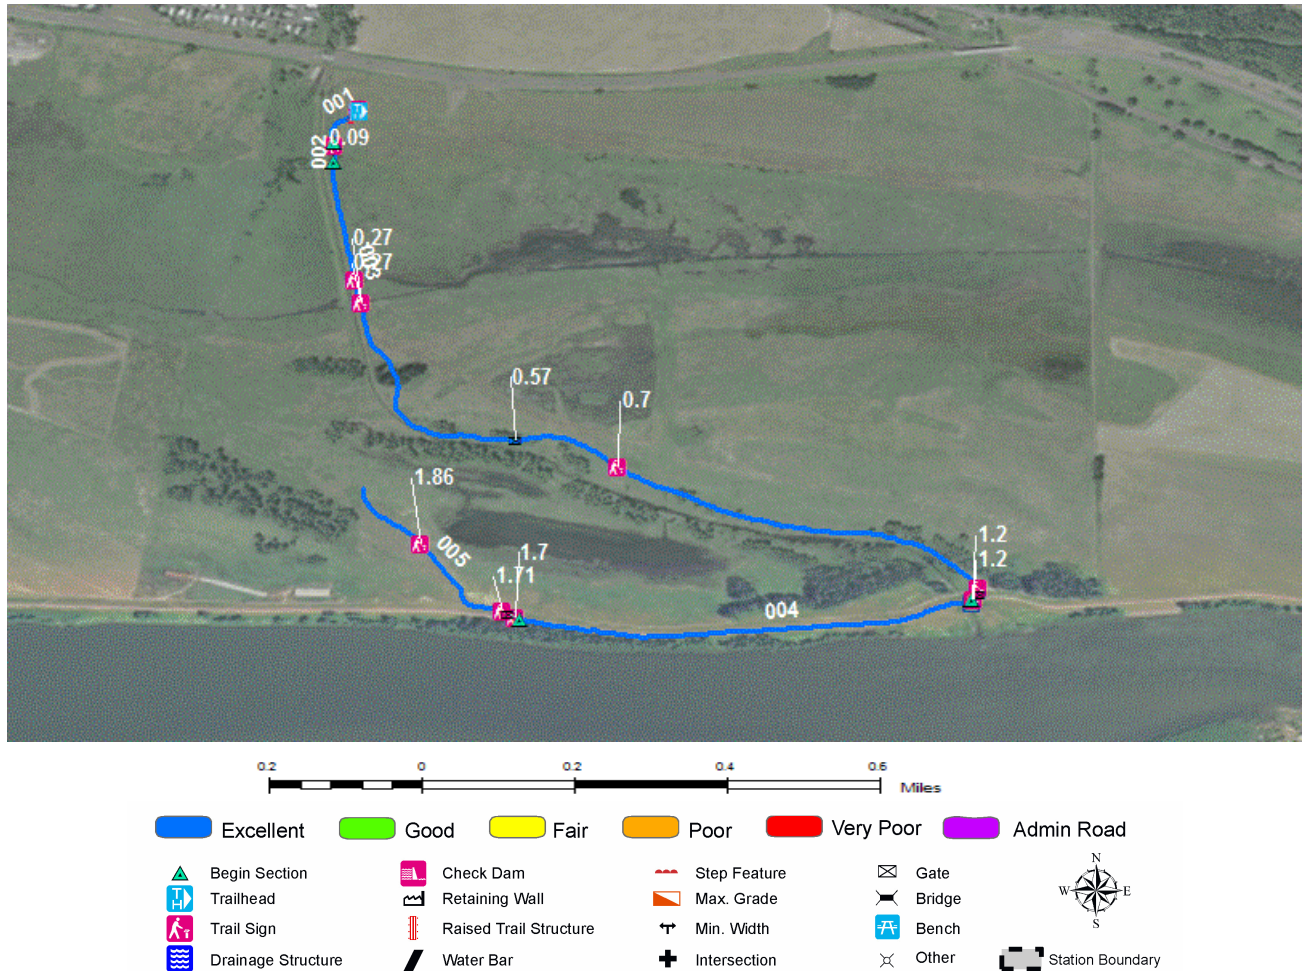 001
002
0.09
0.27
0.27
003
0.57
0.7
1.86
005
1.7
1.71
1.2
1.2
004
0.2 0 0.2 0.4 0.6
Miles
Excellent Good Fair Poor Very Poor Admin Road
Begin Section Check Dam Step Feature Gate
Trailhead Retaining Wall Max. Grade Bridge
Trail Sign Raised Trail Structure Min. Width Bench
Drainage Structure Water Bar Intersection Other Station Boundary
N
W E
S